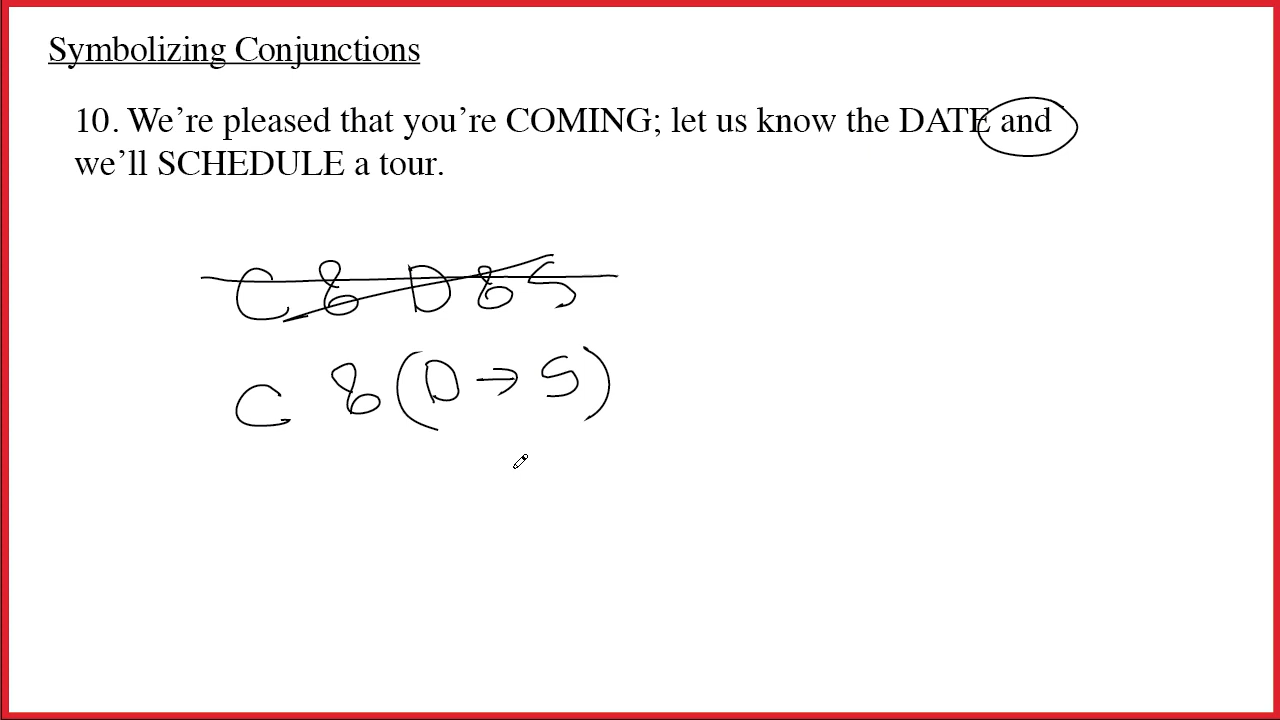 Symbolizing Conjunctions
10. We’re pleased that you’re COMING; let us know the DATE and
we’ll SCHEDULE a tour.
C & D & S
C & (D → S)